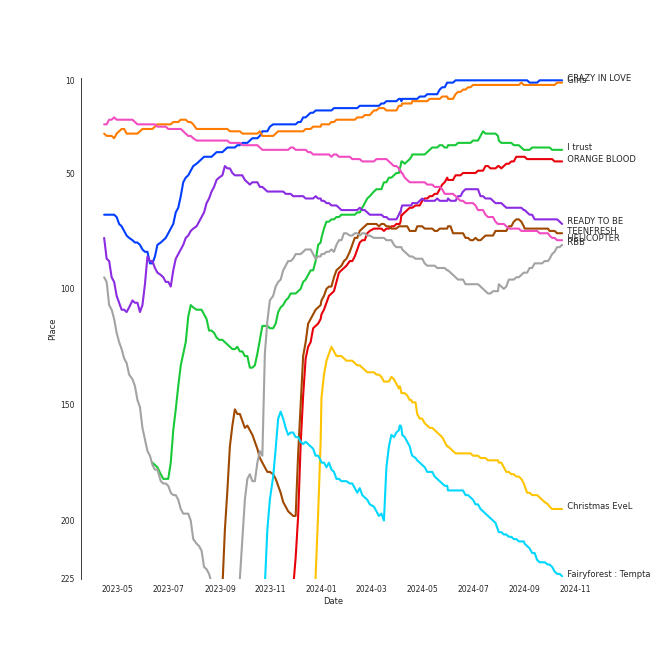 10
50
100
150
200
225
Place
2023-05
2023-07
2023-09
2023-11
2024-01
2024-03
2024-05
2024-07
2024-09
2024-11
Date
CRAZY IN LOVE
I trust
ORANGE BLOOD
READY TO BE
TEENFRESH
Christmas EveL
Fairyforest : Tempta